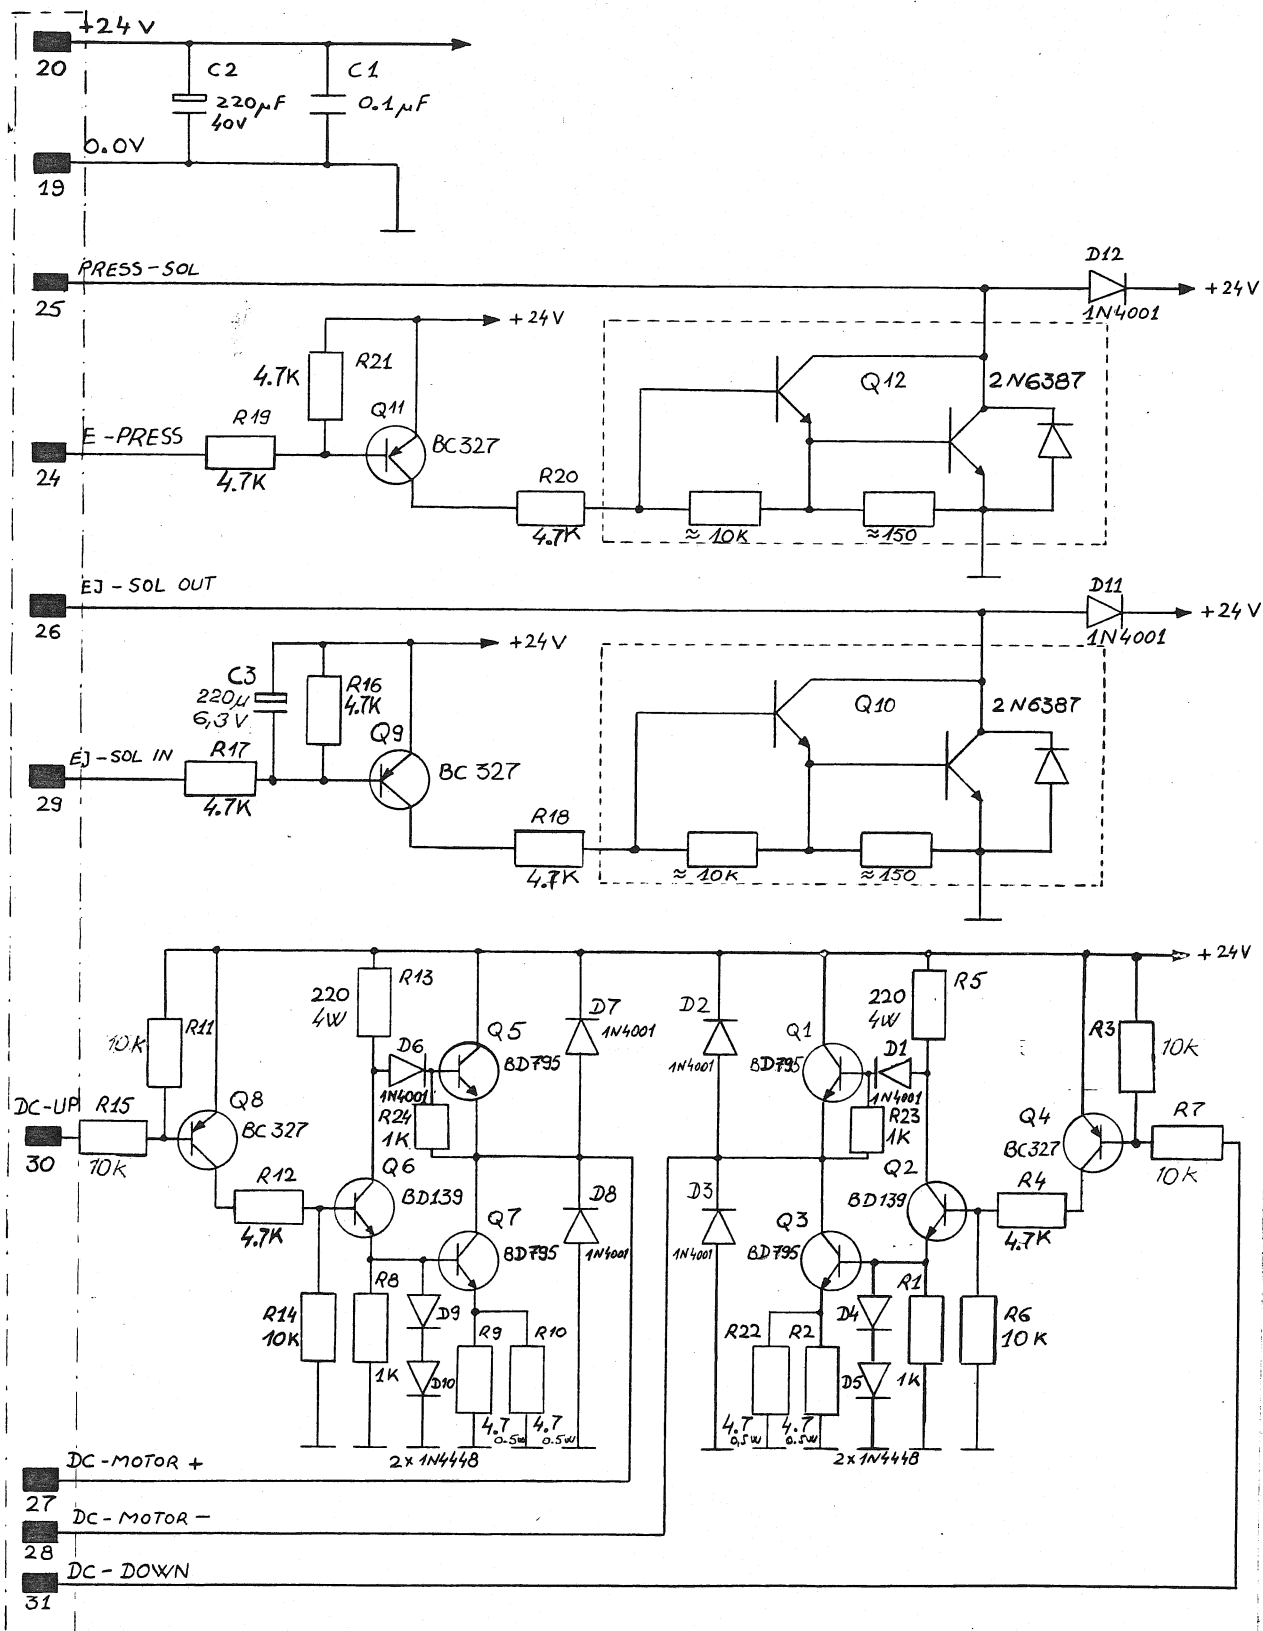 +24V
20
C2
220µF
40V
C1
0.1µF
0.0V
19
PRESS-SOL
25
D12
1N4001
+24V
+24V
R21
4.7K
R19
4.7K
Q11
BC327
E-PRESS
24
R20
4.7K
Q12
2N6387
≈ 10K
≈150
EJ-SOL OUT
26
D11
1N4001
+24V
+24V
C3
220µ
6,3V
R16
4.7K
Q9
BC 327
EJ-SOL IN
R17
4.7K
29
R18
4.7K
Q10
2N6387
≈ 10K
≈150
+24V
R13
220
4W
R11
10K
DC-UP
R15
10K
30
Q8
BC327
R12
4.7K
D6
1N4001
R24
1K
Q5
BD795
D7
1N4001
Q6
BD139
Q7
BD795
D8
1N4001
R14
10K
R8
1K
D9
D10
R9
4.7
0.5W
R10
4.7
0.5W
2x1N4448
D2
1N4001
Q1
BD795
220
4W
R5
D1
1N4001
R23
1K
R3
10K
Q4
BC327
R7
10K
D3
1N4001
Q3
BD795
Q2
BD139
R4
4.7K
R22
4.7
0,5W
R2
4.7
0.5W
D4
D5
R1
1K
R6
10K
2x1N4448
DC-MOTOR +
27
DC-MOTOR -
28
DC-DOWN
31